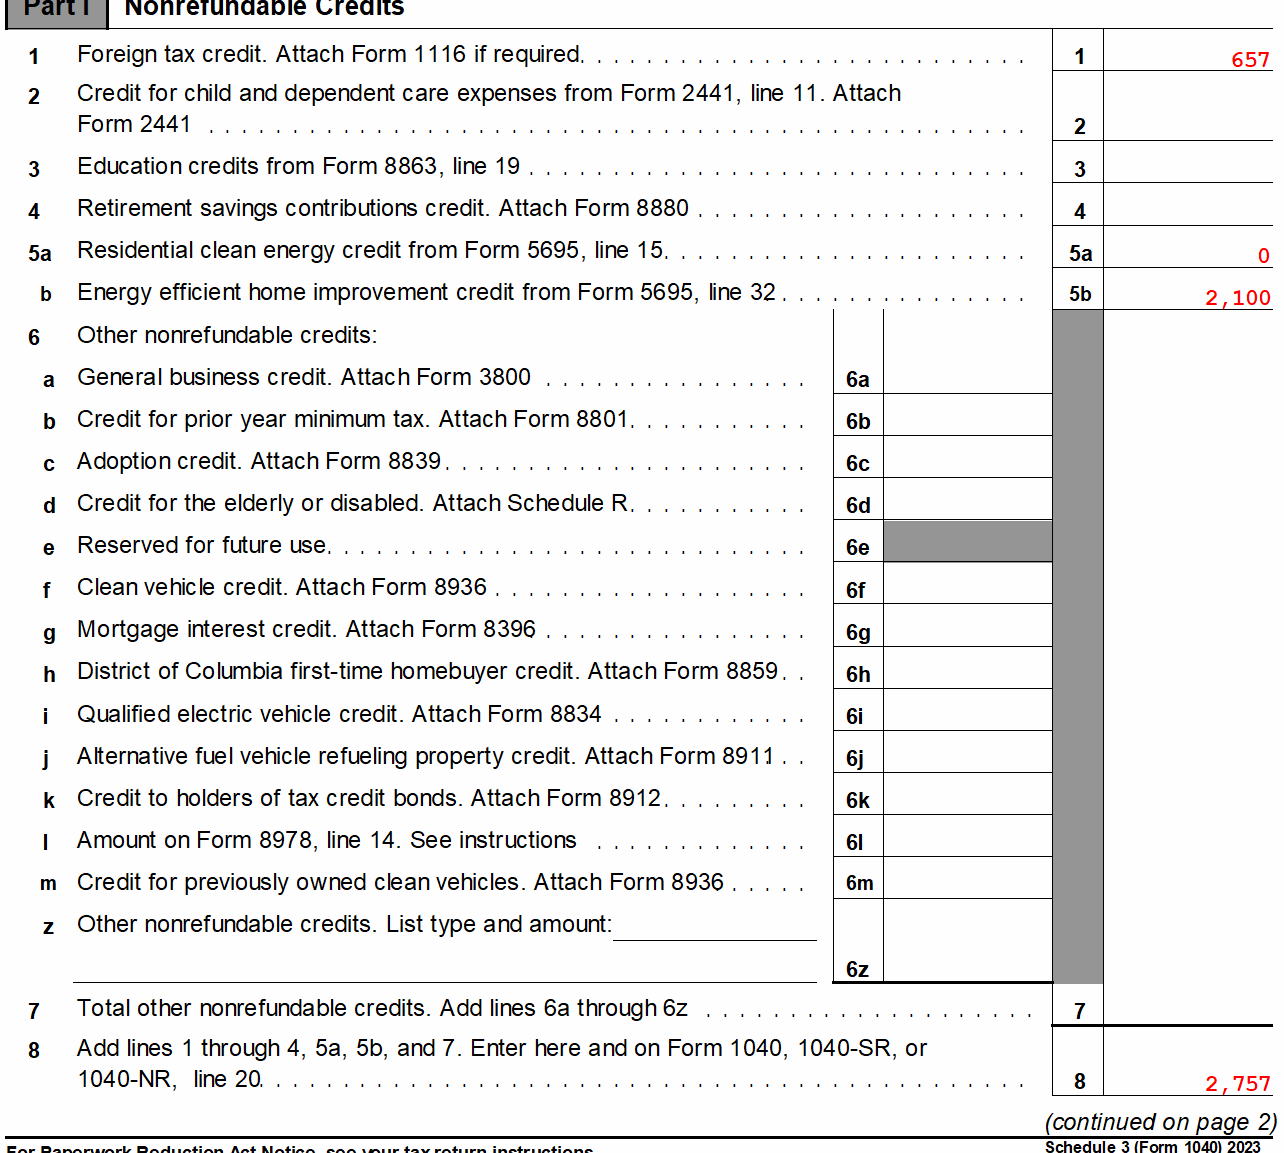 Part I Nonrefundable Credits
1 Foreign tax credit. Attach Form 1116 if required. . . . . . . . . . . . . . . . . . . . . . . . . . . 1 657
2 Credit for child and dependent care expenses from Form 2441, line 11. Attach
Form 2441 . . . . . . . . . . . . . . . . . . . . . . . . . . . . . . . . . . . . . . . . . . . . . . . . . 2
3 Education credits from Form 8863, line 19 . . . . . . . . . . . . . . . . . . . . . . . . . . . . . . 3
4 Retirement savings contributions credit. Attach Form 8880 . . . . . . . . . . . . . . . . . . . . 4
5a Residential clean energy credit from Form 5695, line 15. . . . . . . . . . . . . . . . . . . . . . 5a 0
b Energy efficient home improvement credit from Form 5695, line 32 . . . . . . . . . . . . . . . 5b 2,100
6 Other nonrefundable credits:
a General business credit. Attach Form 3800 . . . . . . . . . . . . . . . . 6a
b Credit for prior year minimum tax. Attach Form 8801. . . . . . . . . . . 6b
c Adoption credit. Attach Form 8839. . . . . . . . . . . . . . . . . . . . . . 6c
d Credit for the elderly or disabled. Attach Schedule R. . . . . . . . . . . 6d
e Reserved for future use. . . . . . . . . . . . . . . . . . . . . . . . . . . . . 6e
f Clean vehicle credit. Attach Form 8936 . . . . . . . . . . . . . . . . . . . 6f
g Mortgage interest credit. Attach Form 8396 . . . . . . . . . . . . . . . . 6g
h District of Columbia first-time homebuyer credit. Attach Form 8859. . . 6h
i Qualified electric vehicle credit. Attach Form 8834 . . . . . . . . . . . . 6i
j Alternative fuel vehicle refueling property credit. Attach Form 8911 . . 6j
k Credit to holders of tax credit bonds. Attach Form 8912. . . . . . . . . 6k
l Amount on Form 8978, line 14. See instructions . . . . . . . . . . . . . 6l
m Credit for previously owned clean vehicles. Attach Form 8936 . . . . . 6m
z Other nonrefundable credits. List type and amount:
6z
7 Total other nonrefundable credits. Add lines 6a through 6z . . . . . . . . . . . . . . . . . . . . 7
8 Add lines 1 through 4, 5a, 5b, and 7. Enter here and on Form 1040, 1040-SR, or
1040-NR, line 20. . . . . . . . . . . . . . . . . . . . . . . . . . . . . . . . . . . . . . . . . . . . . . 8 2,757
(continued on page 2)
For Paperwork Reduction Act Notice, see your tax return instructions. Schedule 3 (Form 1040) 2023